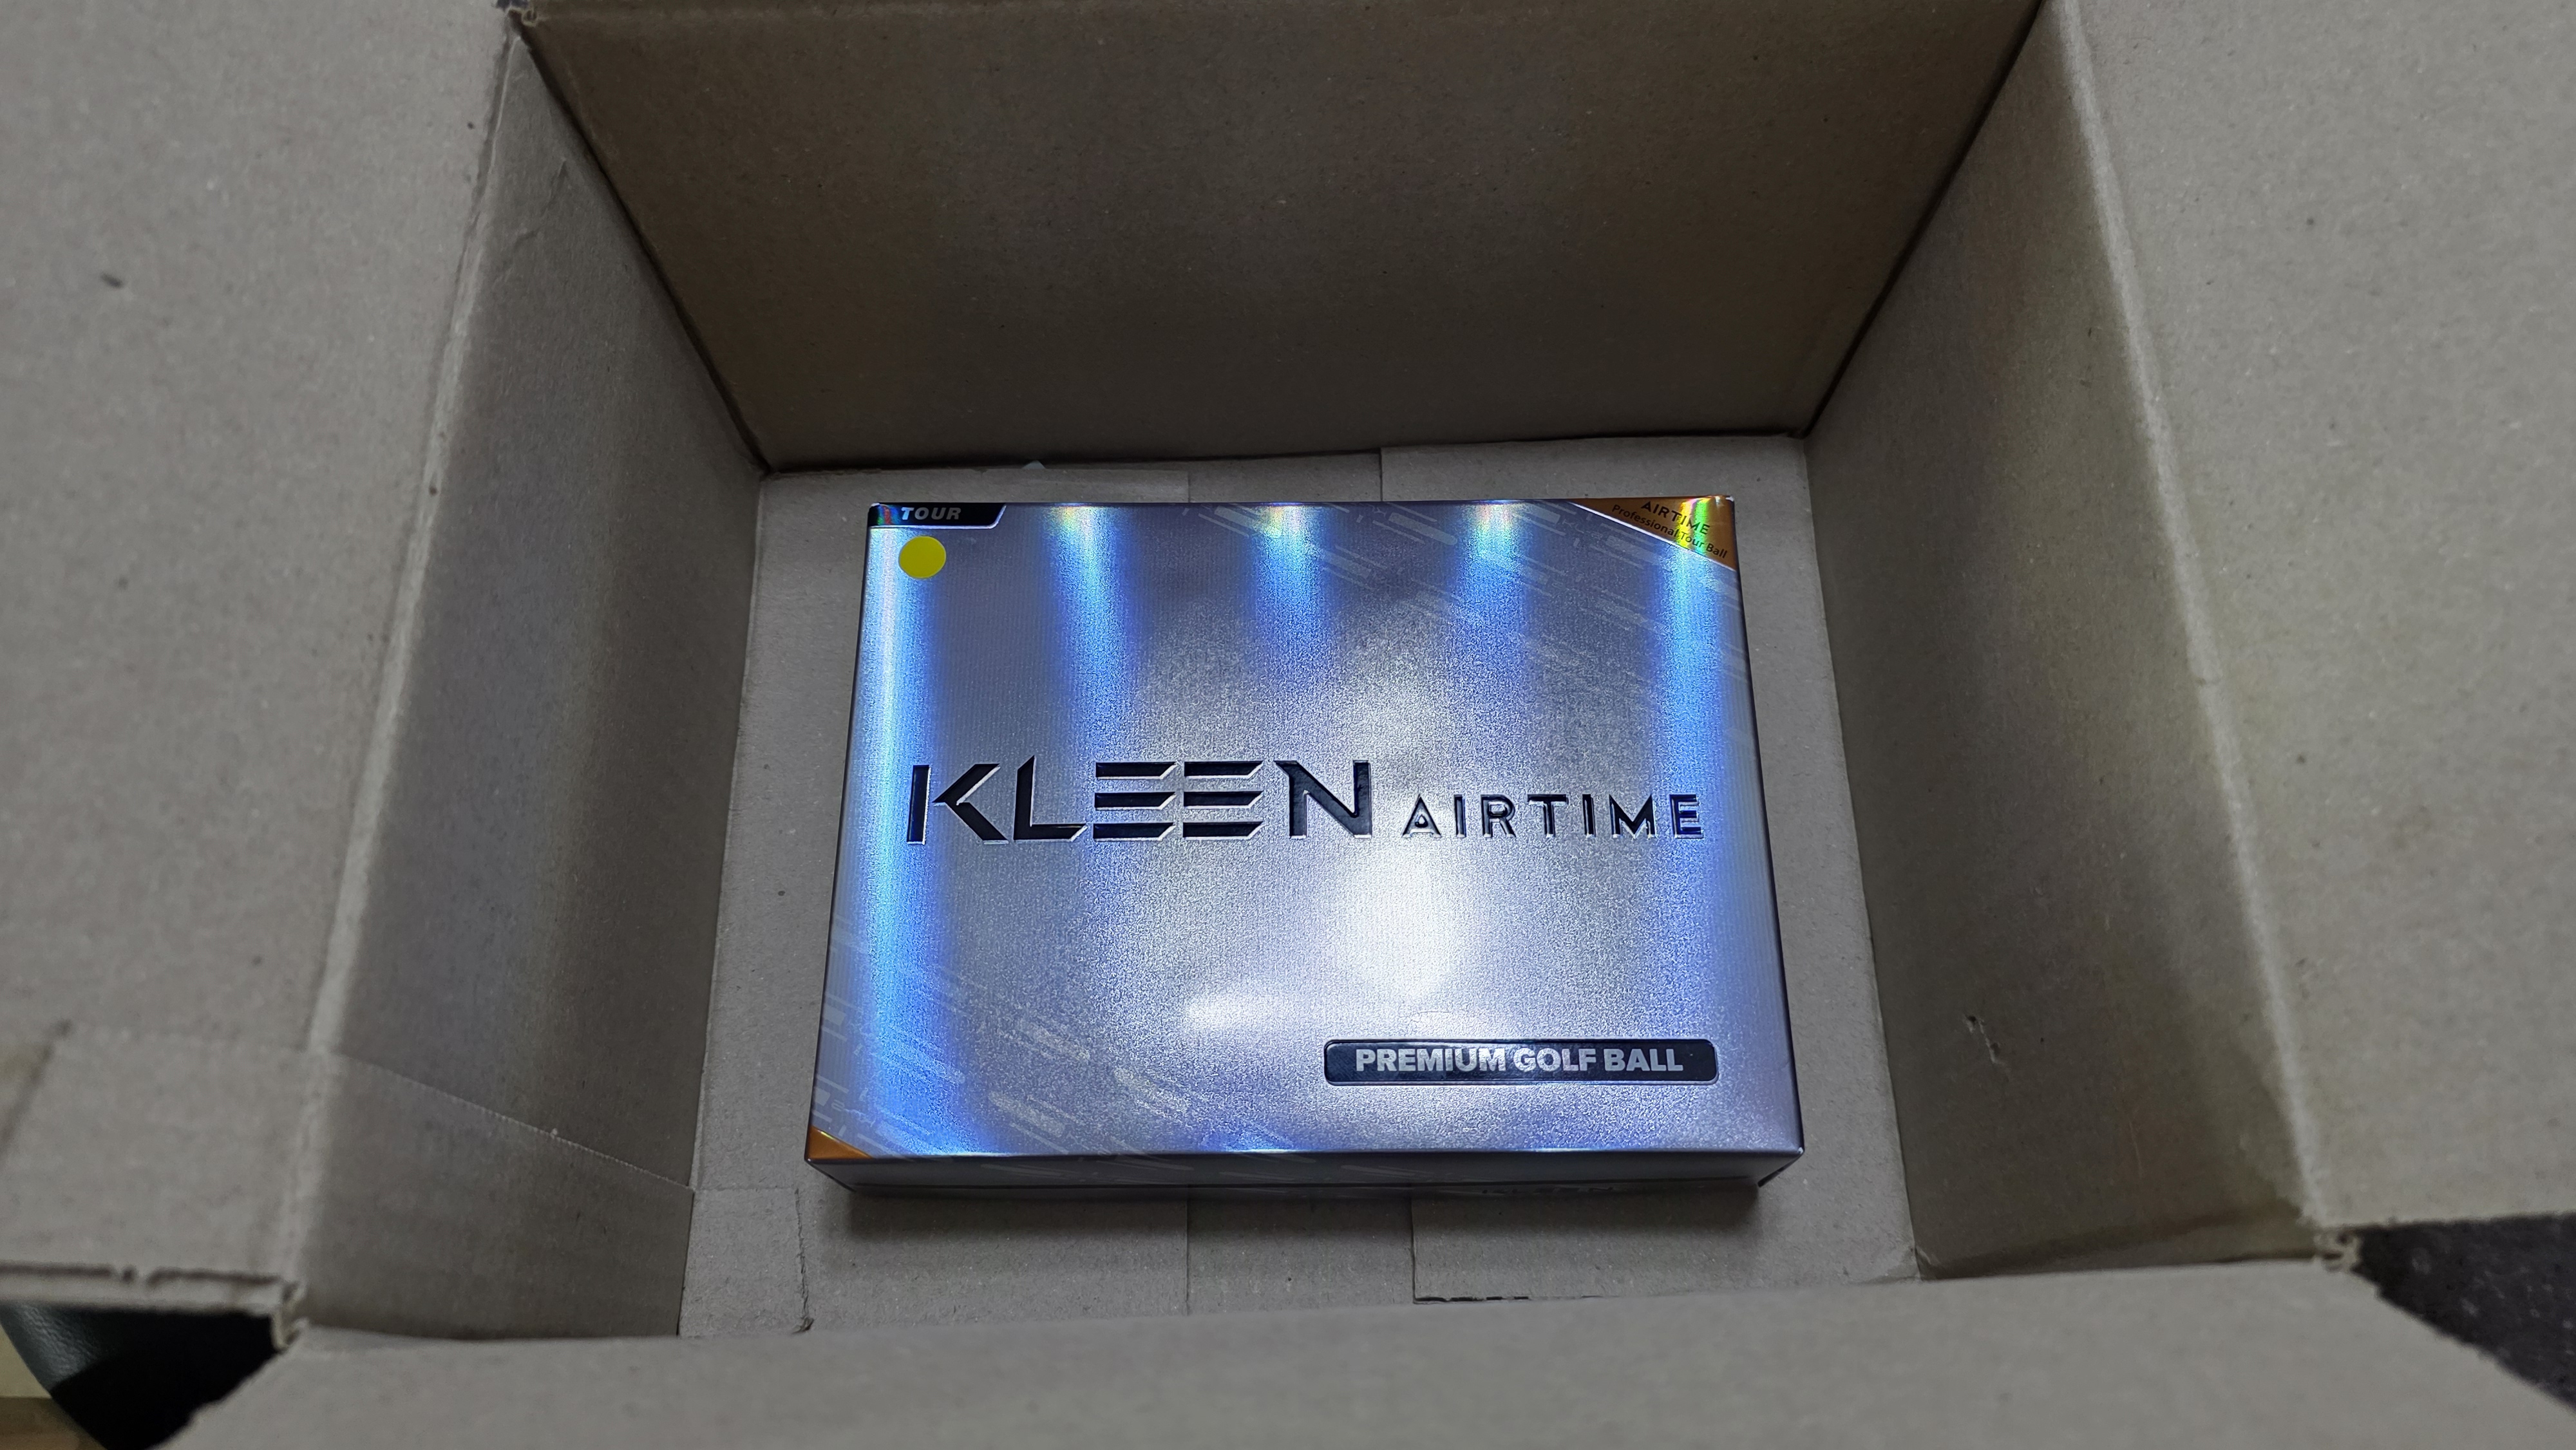 TOUR
AIRTIME
Professional Tour Ball
KLEEN AIRTIME
PREMIUM GOLF BALL